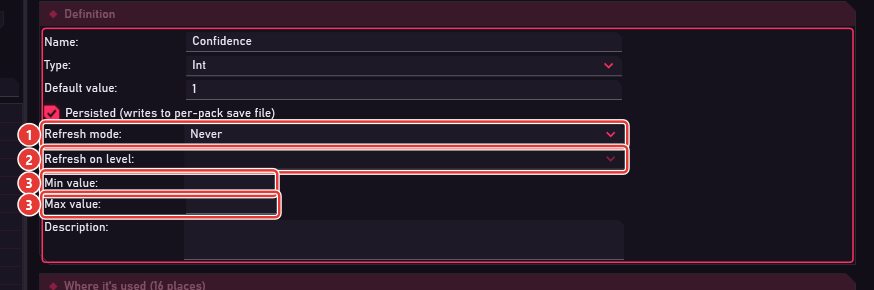 Definition
Name: Confidence
Type: Int
Default value: 1
Persisted (writes to per-pack save file)
1 Refresh mode: Never
2 Refresh on level:
3 Min value:
3 Max value:
Description:
Where it's used (16 places)